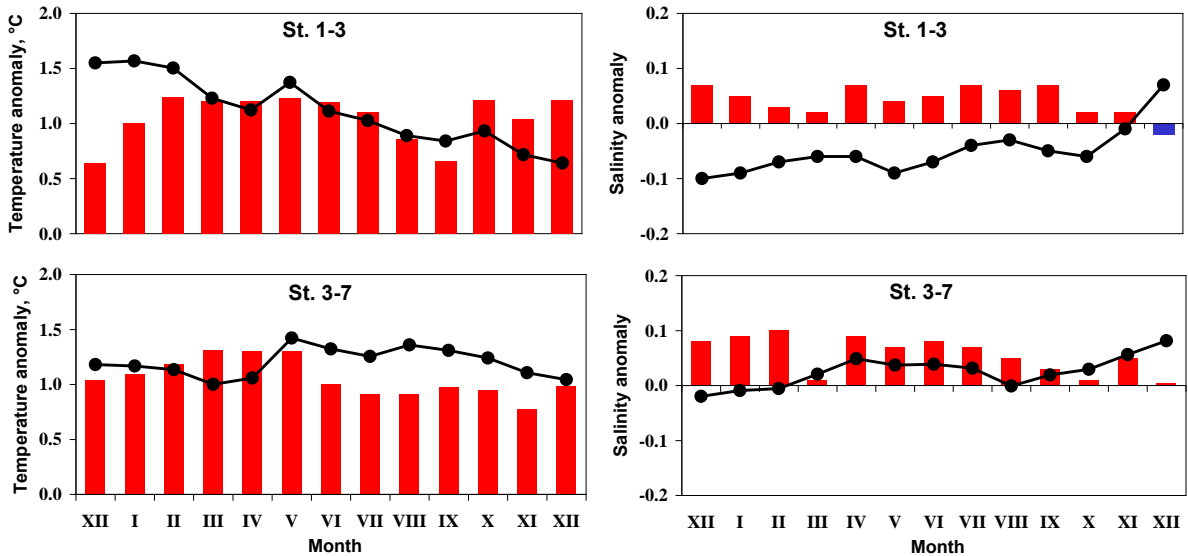 St. 1-3
Temperature anomaly, °C
2.0
1.5
1.0
0.5
0.0
St. 1-3
Salinity anomaly
0.2
0.1
0.0
-0.1
-0.2
St. 3-7
Temperature anomaly, °C
2.0
1.5
1.0
0.5
0.0
XII I II III IV V VI VII VIII IX X XI XII
Month
St. 3-7
Salinity anomaly
0.2
0.1
0.0
-0.1
-0.2
XII I II III IV V VI VII VIII IX X XI XII
Month